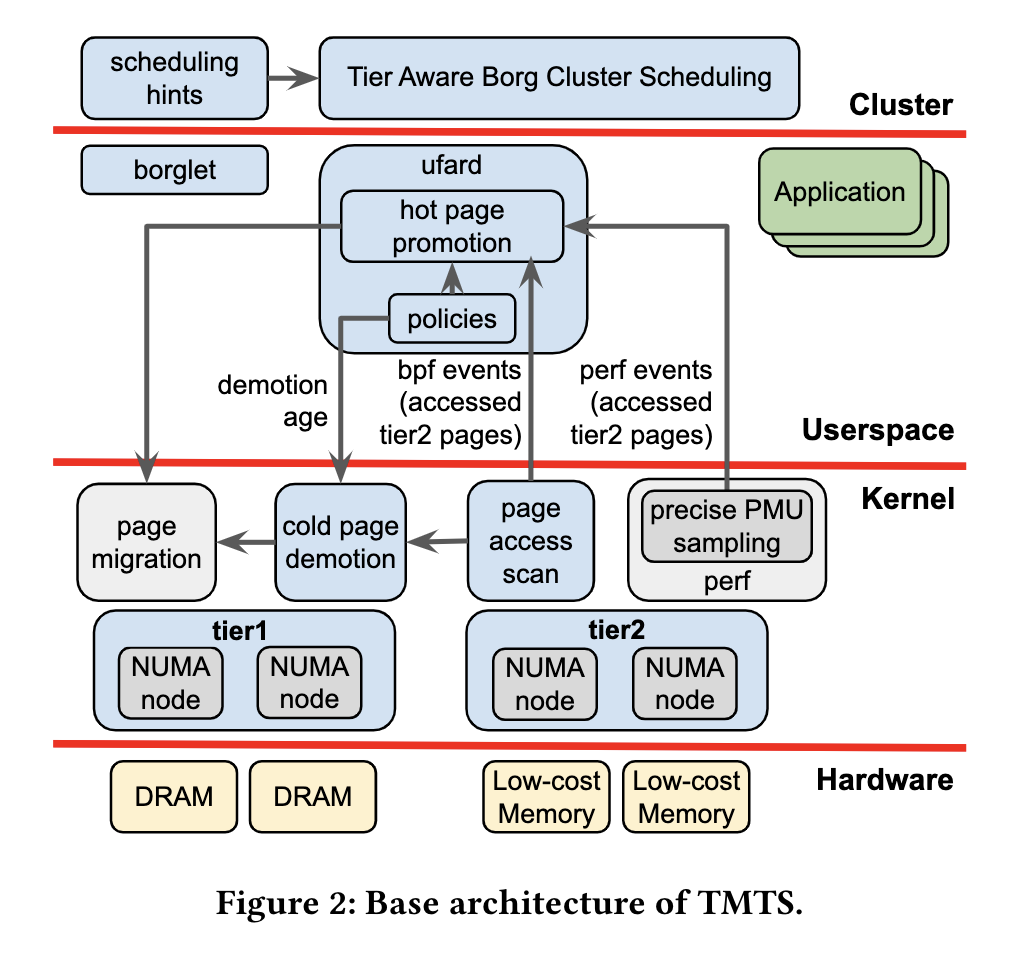 scheduling
hints
Tier Aware Borg Cluster Scheduling
Cluster
borglet
ufard
hot page
promotion
policies
Application
demotion
age
bpf events
(accessed
tier2 pages)
perf events
(accessed
tier2 pages)
Userspace
Kernel
page
migration
cold page
demotion
page
access
scan
precise PMU
sampling
perf
tier1
NUMA
node
NUMA
node
tier2
NUMA
node
NUMA
node
Hardware
DRAM
DRAM
Low-cost
Memory
Low-cost
Memory
Figure 2: Base architecture of TMTS.